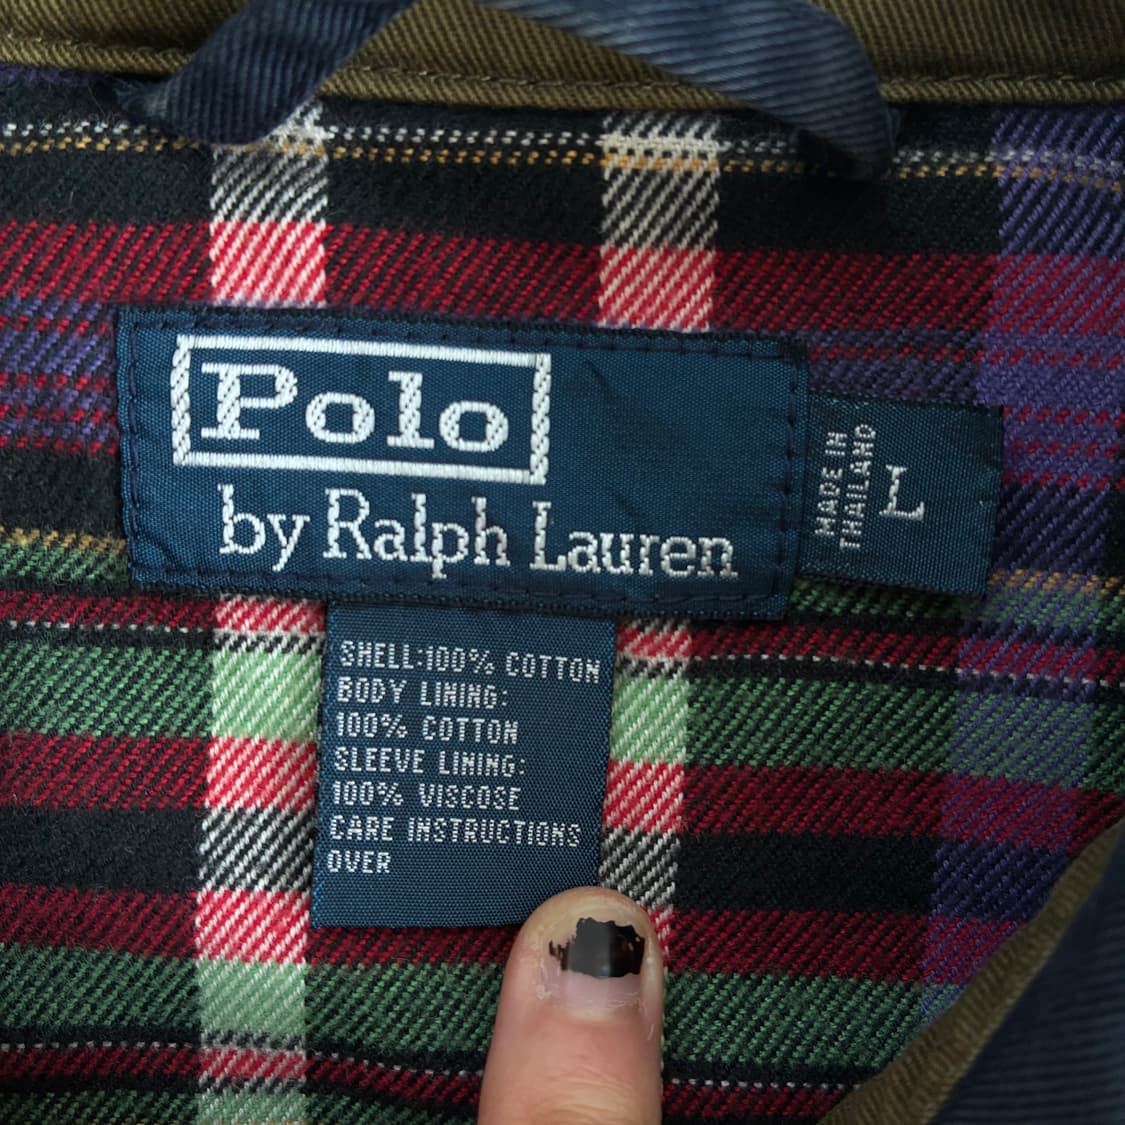 Polo
by Ralph Lauren
MADE IN
THAILAND
L
SHELL:100% COTTON
BODY LINING:
100% COTTON
SLEEVE LINING:
100% VISCOSE
CARE INSTRUCTIONS
OVER